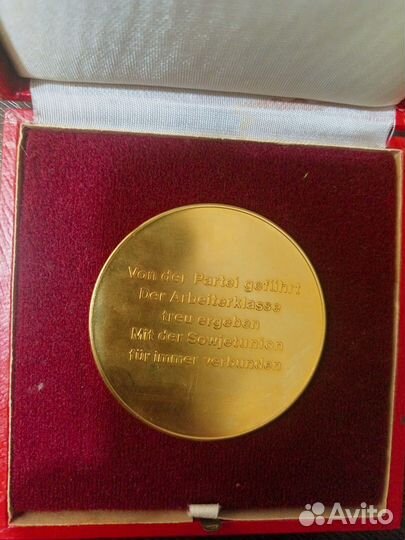 Von der Partei geführt
Der Arbeiterklasse
treu ergeben
Mit der Sowjetunion
für immer verbunden
Avito